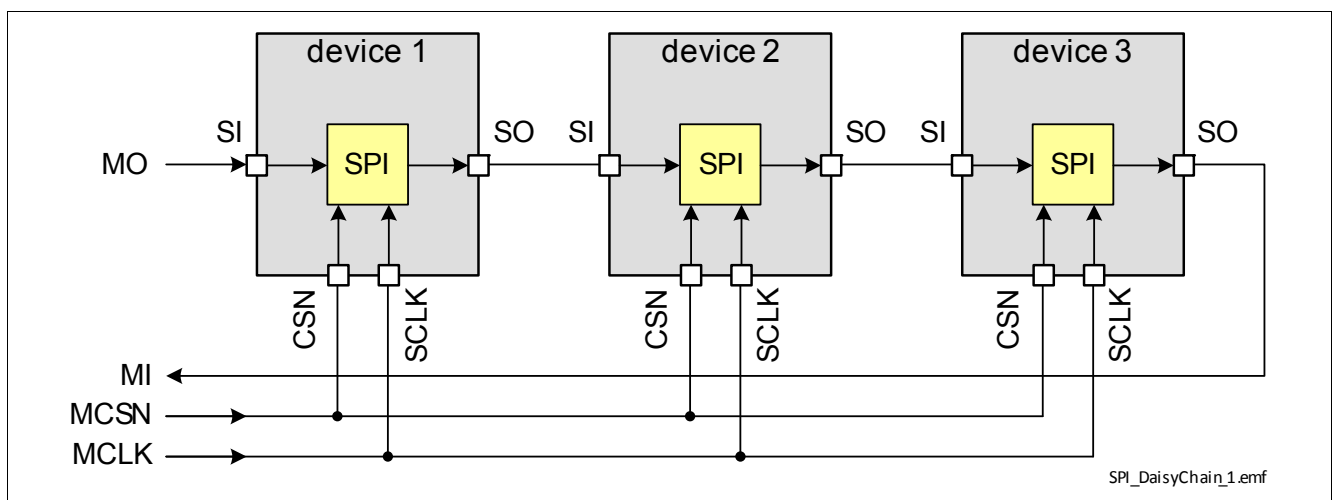 device 1
device 2
device 3
SI
SO
SI
SO
SI
SO
MO
SPI
SPI
SPI
CSN
SCLK
CSN
SCLK
CSN
SCLK
MI
MCSN
MCLK
SPI_DaisyChain_1.emf